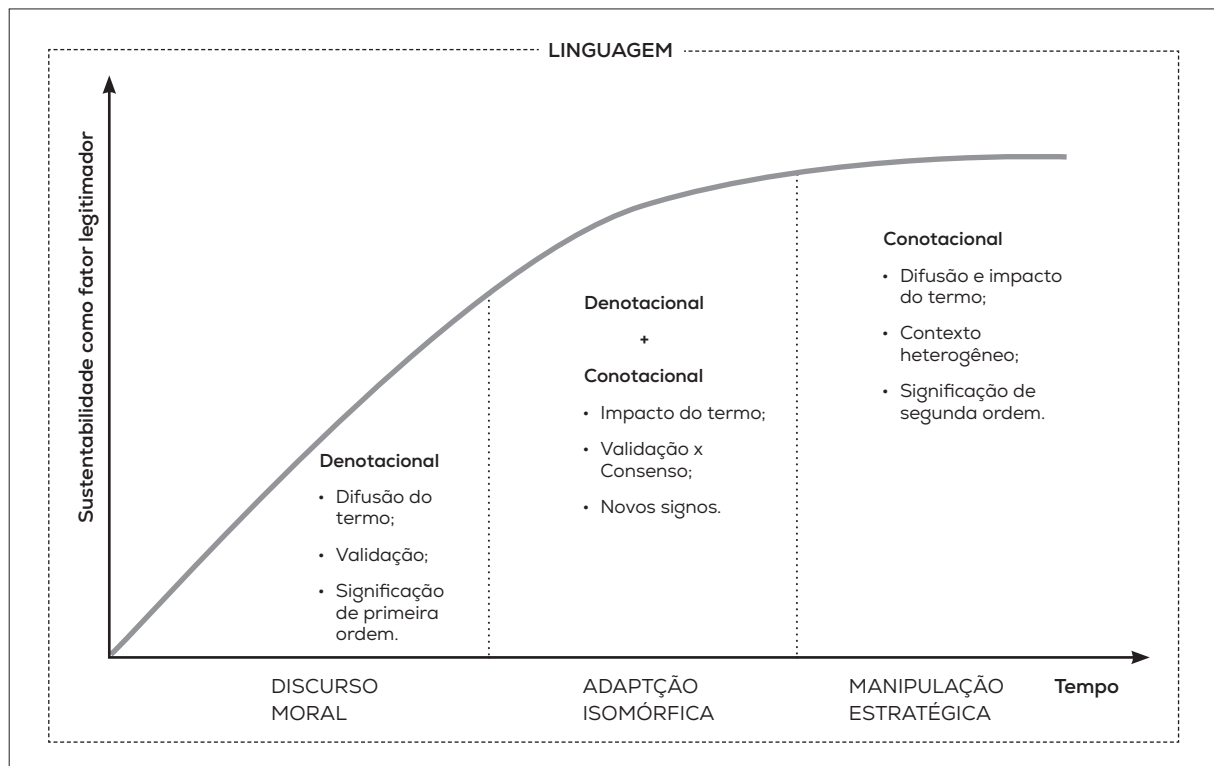 LINGUAGEM
Sustentabilidade como fator legitimador
Denotacional
• Difusão do
termo;
• Validação;
• Significação
de primeira
ordem.
Denotacional
+
Conotacional
• Impacto do termo;
• Validação x
Consenso;
• Novos signos.
Conotacional
• Difusão e impacto
do termo;
• Contexto
heterogêneo;
• Significação de
segunda ordem.
DISCURSO
MORAL
ADAPTÇÃO
ISOMÓRFICA
MANIPULAÇÃO
ESTRATÉGICA
Tempo